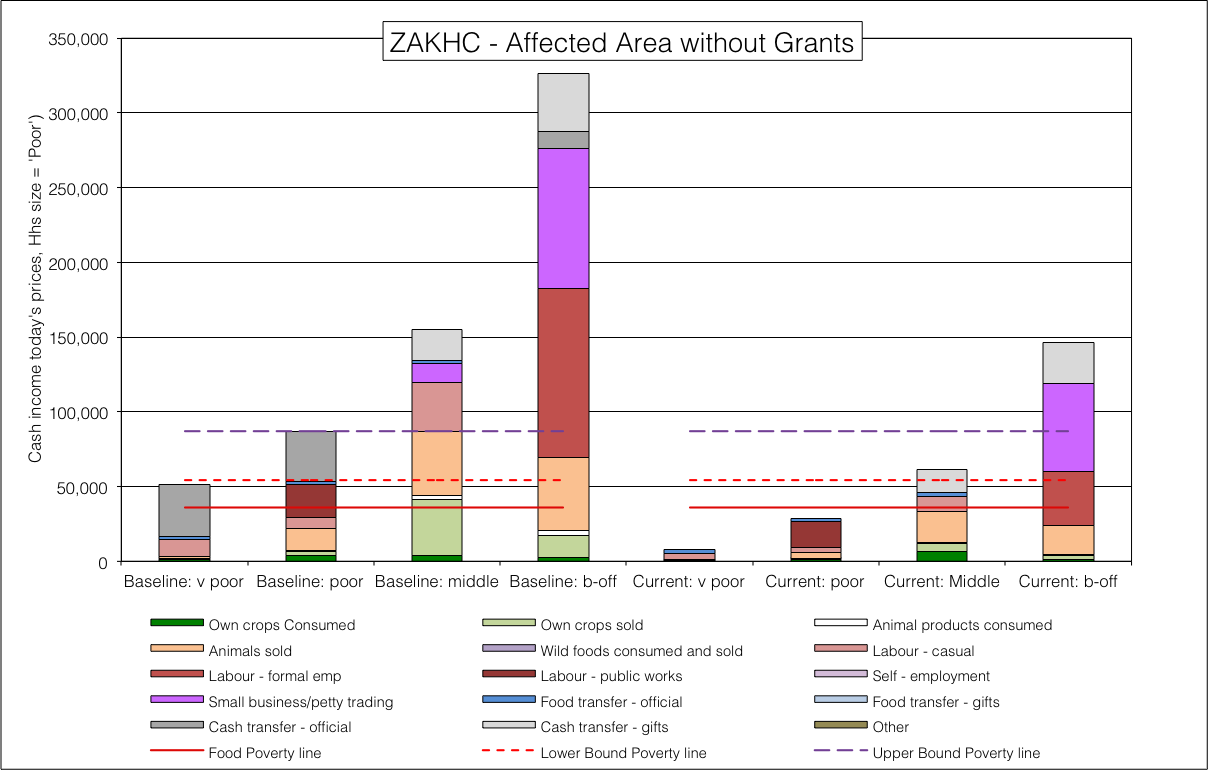 ZAKHC - Affected Area without Grants
Cash income today's prices, Hhs size = 'Poor')
350,000
300,000
250,000
200,000
150,000
100,000
50,000
0
Baseline: v poor Baseline: poor Baseline: middle Baseline: b-off Current: v poor Current: poor Current: Middle Current: b-off
Own crops Consumed Own crops sold Animal products consumed
Animals sold Wild foods consumed and sold Labour - casual
Labour - formal emp Labour - public works Self - employment
Small business/petty trading Food transfer - official Food transfer - gifts
Cash transfer - official Cash transfer - gifts Other
Food Poverty line Lower Bound Poverty line Upper Bound Poverty line